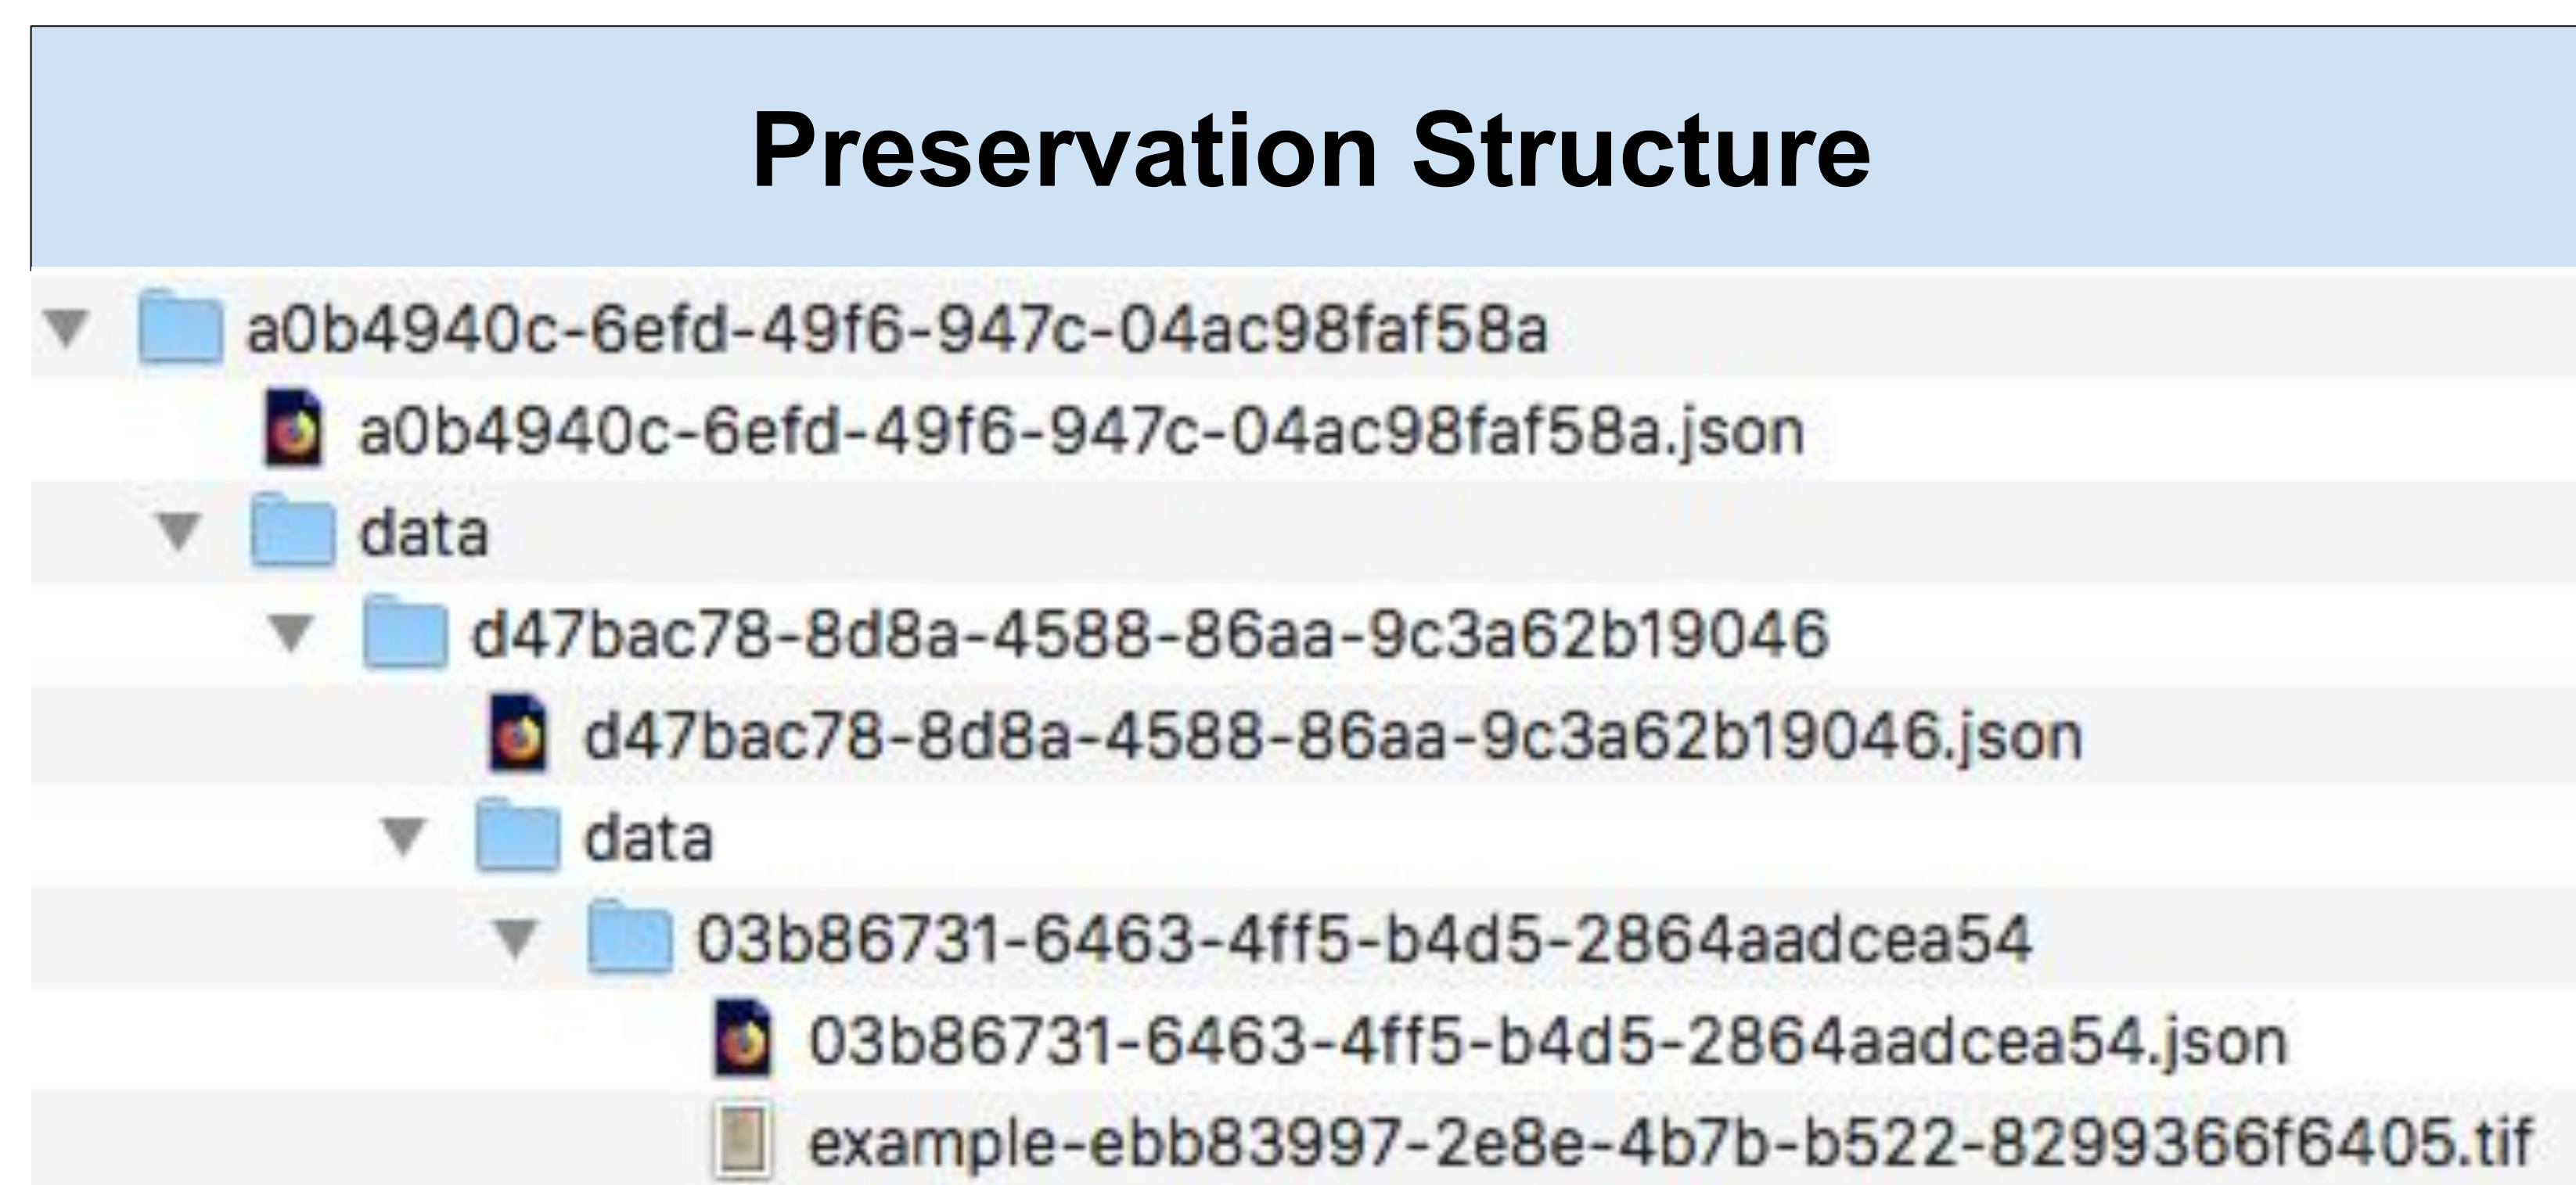 Preservation Structure
a0b4940c-6efd-49f6-947c-04ac98faf58a
a0b4940c-6efd-49f6-947c-04ac98faf58a.json
data
d47bac78-8d8a-4588-86aa-9c3a62b19046
d47bac78-8d8a-4588-86aa-9c3a62b19046.json
data
03b86731-6463-4ff5-b4d5-2864aadcea54
03b86731-6463-4ff5-b4d5-2864aadcea54.json
example-ebb83997-2e8e-4b7b-b522-8299366f6405.tif